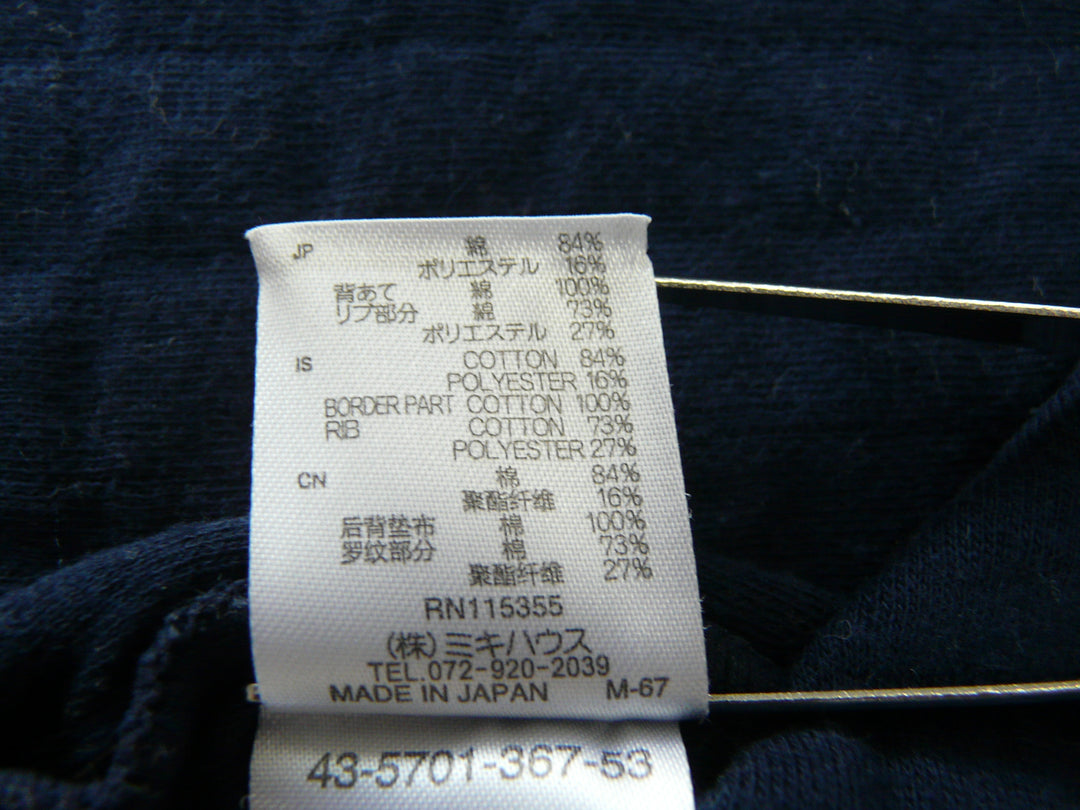 JP 綿 84%
ポリエステル 16%
背あて 綿 100%
リブ部分 綿 73%
ポリエステル 27%
IS COTTON 84%
POLYESTER 16%
BORDER PART COTTON 100%
RIB COTTON 73%
POLYESTER 27%
CN 棉 84%
聚酯纤维 16%
后背垫布 棉 100%
罗纹部分 棉 73%
聚酯纤维 27%
RN115355
(株)ミキハウス
TEL.072-920-2039
MADE IN JAPAN M-67
43-5701-367-53